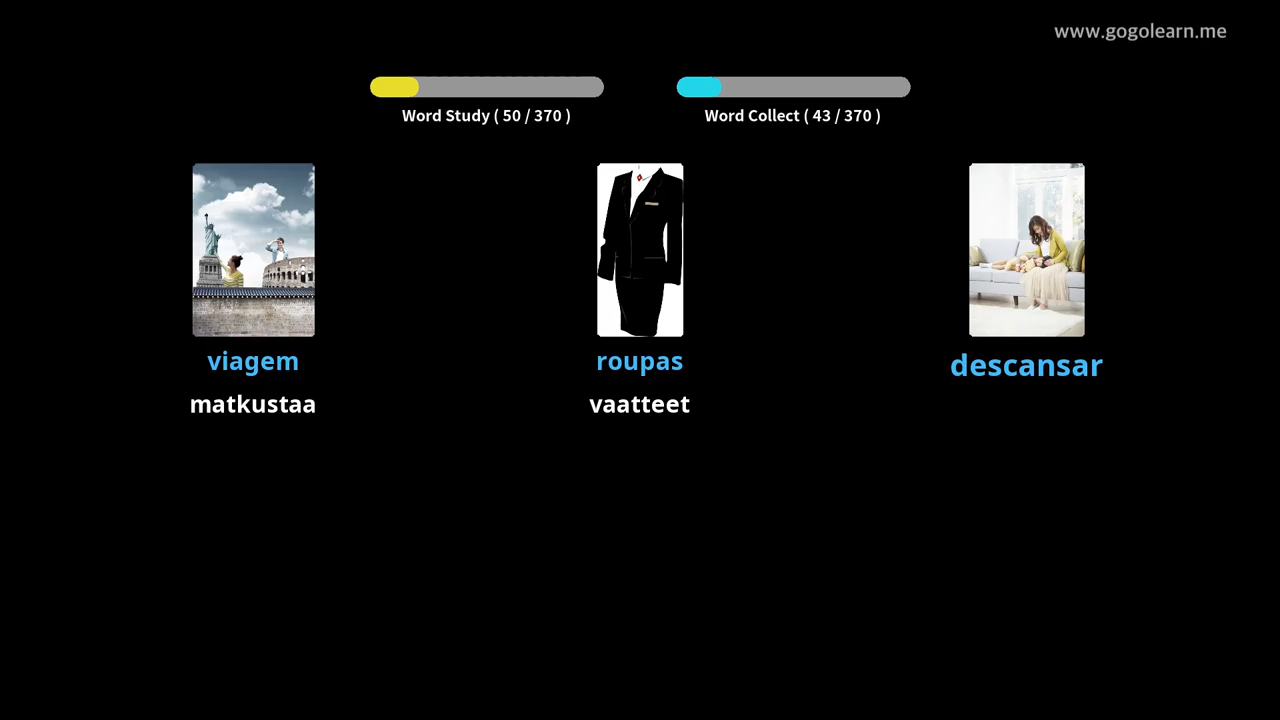 www.gogolearn.me
Word Study ( 50 / 370 )
Word Collect ( 43 / 370 )
viagem
matkustaa
roupas
vaatteet
descansar